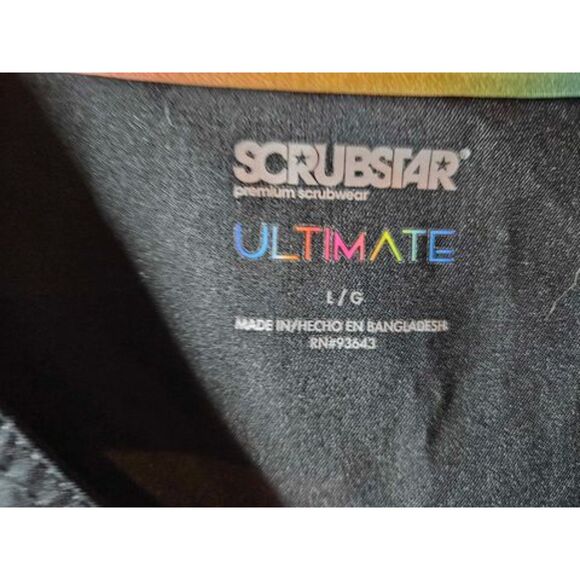 SCRUBSTAR®
premium scrubwear
ULTIMATE
L / G
MADE IN/HECHO EN BANGLADESH
RN#93643